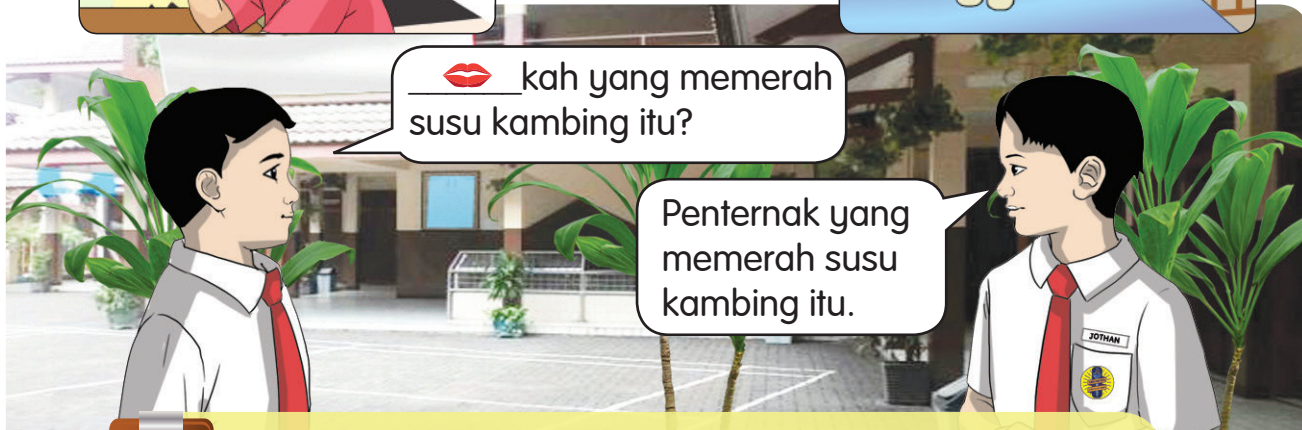 ______kah yang memerah
susu kambing itu?
Penternak yang
memerah susu
kambing itu.
JOTHAN